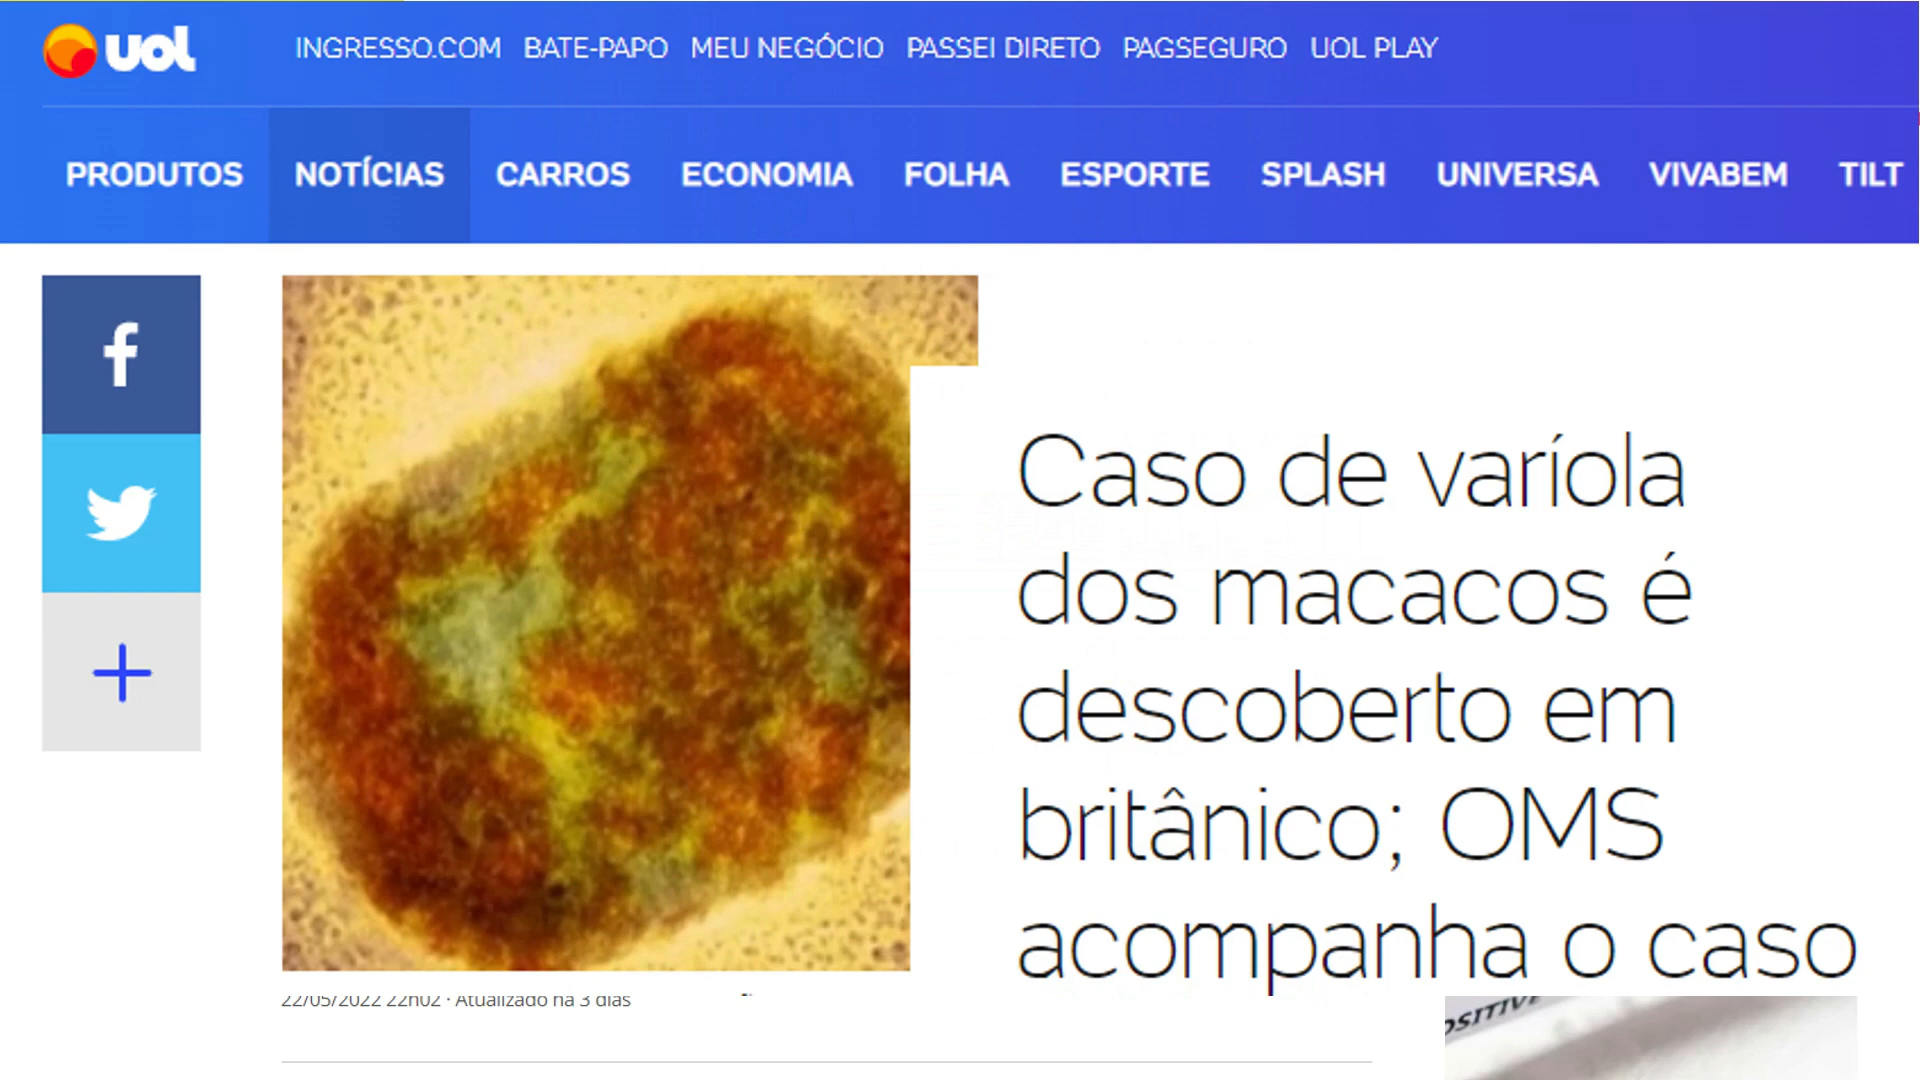 uol
INGRESSO.COM BATE-PAPO MEU NEGÓCIO PASSEI DIRETO PAGSEGURO UOL PLAY
PRODUTOS NOTÍCIAS CARROS ECONOMIA FOLHA ESPORTE SPLASH UNIVERSA VIVABEM TILT
Caso de varíola
dos macacos é
descoberto em
britânico; OMS
acompanha o caso
22/05/2022 22h02 · Atualizado há 3 dias
OSITIV